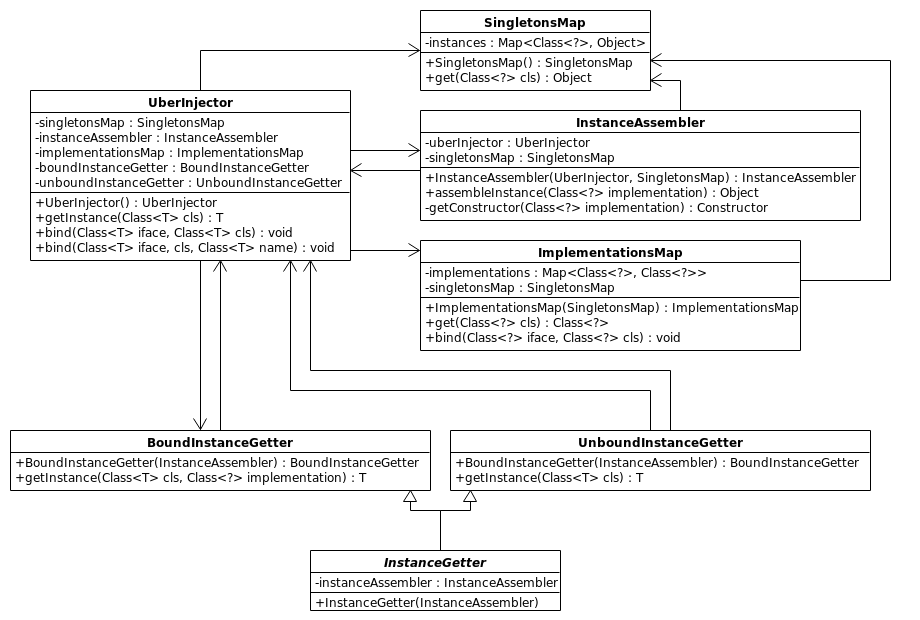 SingletonsMap
-instances : Map<Class<?>, Object>
+SingletonsMap() : SingletonsMap
+get(Class<?> cls) : Object
UberInjector
-singletonsMap : SingletonsMap
-instanceAssembler : InstanceAssembler
-implementationsMap : ImplementationsMap
-boundInstanceGetter : BoundInstanceGetter
-unboundInstanceGetter : UnboundInstanceGetter
+UberInjector() : UberInjector
+getInstance(Class<T> cls) : T
+bind(Class<T> iface, Class<T> cls) : void
+bind(Class<T> iface, cls, Class<T> name) : void
InstanceAssembler
-uberInjector : UberInjector
-singletonsMap : SingletonsMap
+InstanceAssembler(UberInjector, SingletonsMap) : InstanceAssembler
+assembleInstance(Class<?> implementation) : Object
-getConstructor(Class<?> implementation) : Constructor
ImplementationsMap
-implementations : Map<Class<?>, Class<?>>
-singletonsMap : SingletonsMap
+ImplementationsMap(SingletonsMap) : ImplementationsMap
+get(Class<?> cls) : Class<?>
+bind(Class<?> iface, Class<?> cls) : void
BoundInstanceGetter
+BoundInstanceGetter(InstanceAssembler) : BoundInstanceGetter
+getInstance(Class<T> cls, Class<?> implementation) : T
UnboundInstanceGetter
+BoundInstanceGetter(InstanceAssembler) : BoundInstanceGetter
+getInstance(Class<T> cls) : T
InstanceGetter
-instanceAssembler : InstanceAssembler
+InstanceGetter(InstanceAssembler)